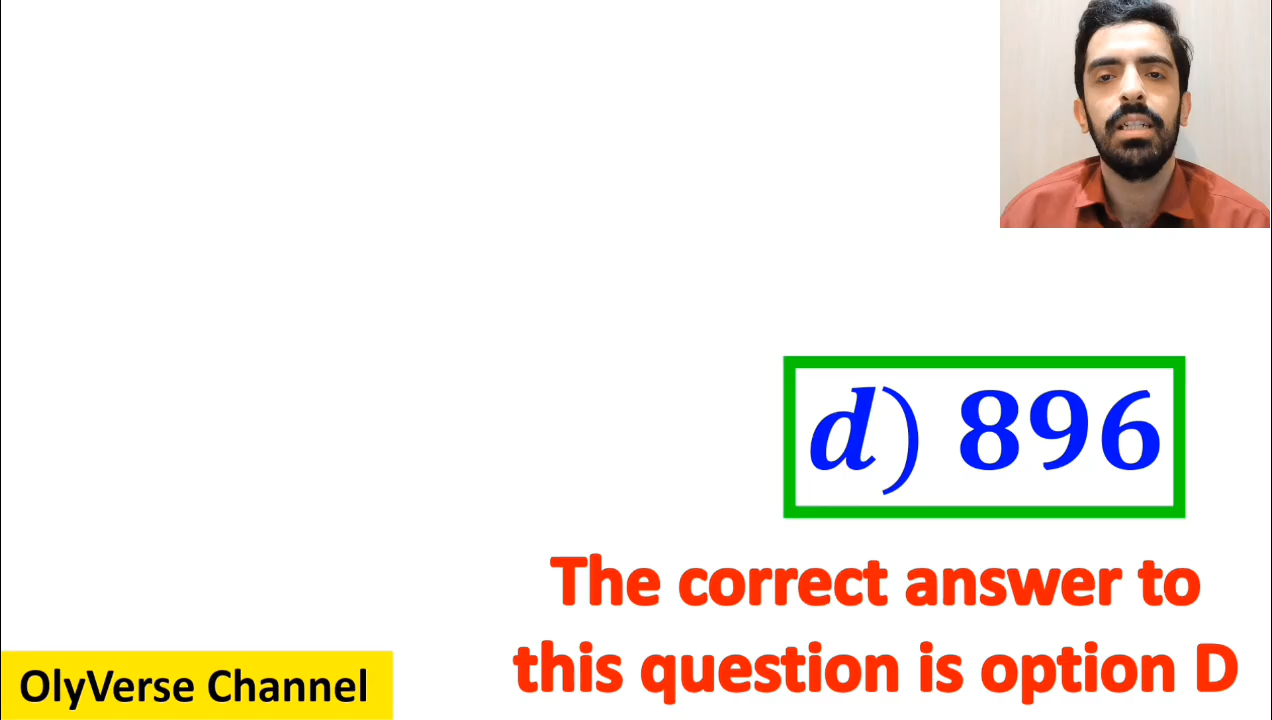 d) 896
The correct answer to
this question is option D
OlyVerse Channel